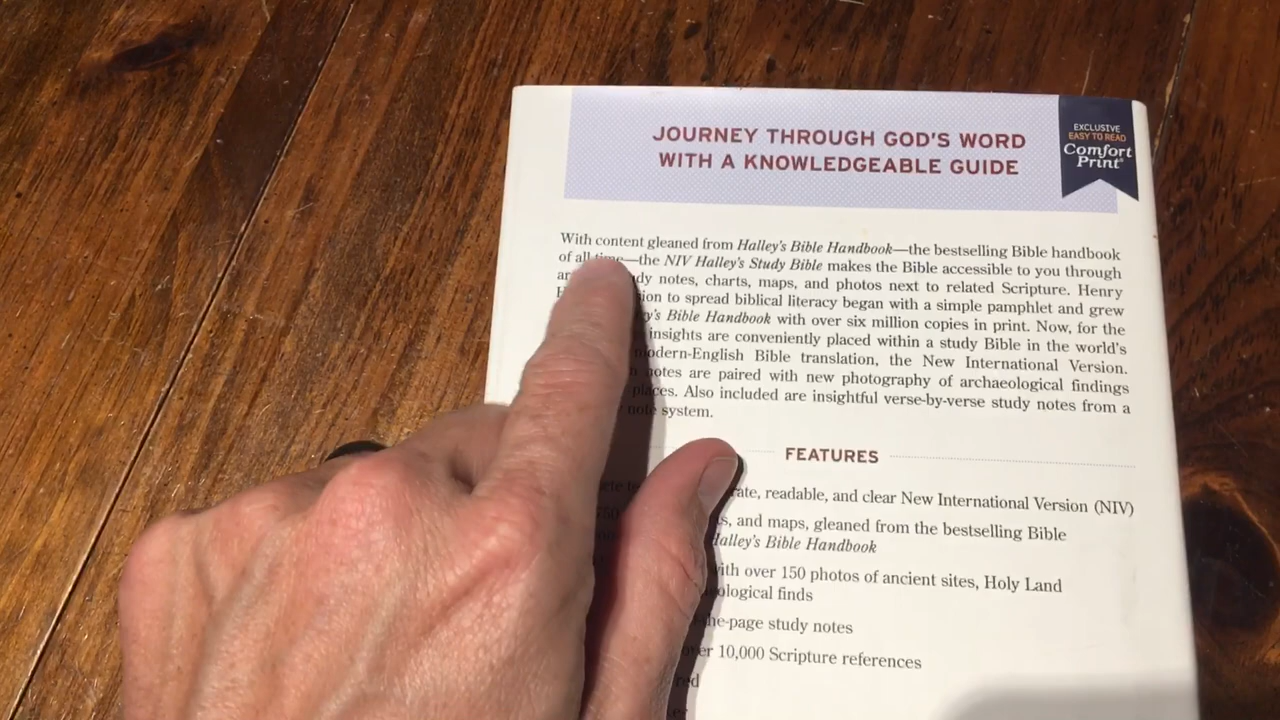 JOURNEY THROUGH GOD'S WORD
WITH A KNOWLEDGEABLE GUIDE
EXCLUSIVE
EASY TO READ
Comfort
Print®
With content gleaned from Halley's Bible Handbook—the bestselling Bible handbook
of all time—the NIV Halley's Study Bible makes the Bible accessible to you through
notes, charts, maps, and photos next to related Scripture. Henry
to spread biblical literacy began with a simple pamphlet and grew
Bible Handbook with over six million copies in print. Now, for the
insights are conveniently placed within a study Bible in the world's
modern-English Bible translation, the New International Version.
notes are paired with new photography of archaeological findings
places. Also included are insightful verse-by-verse study notes from a
note system.
FEATURES
readable, and clear New International Version (NIV)
and maps, gleaned from the bestselling Bible
Halley's Bible Handbook
with over 150 photos of ancient sites, Holy Land
finds
study notes
over 10,000 Scripture references